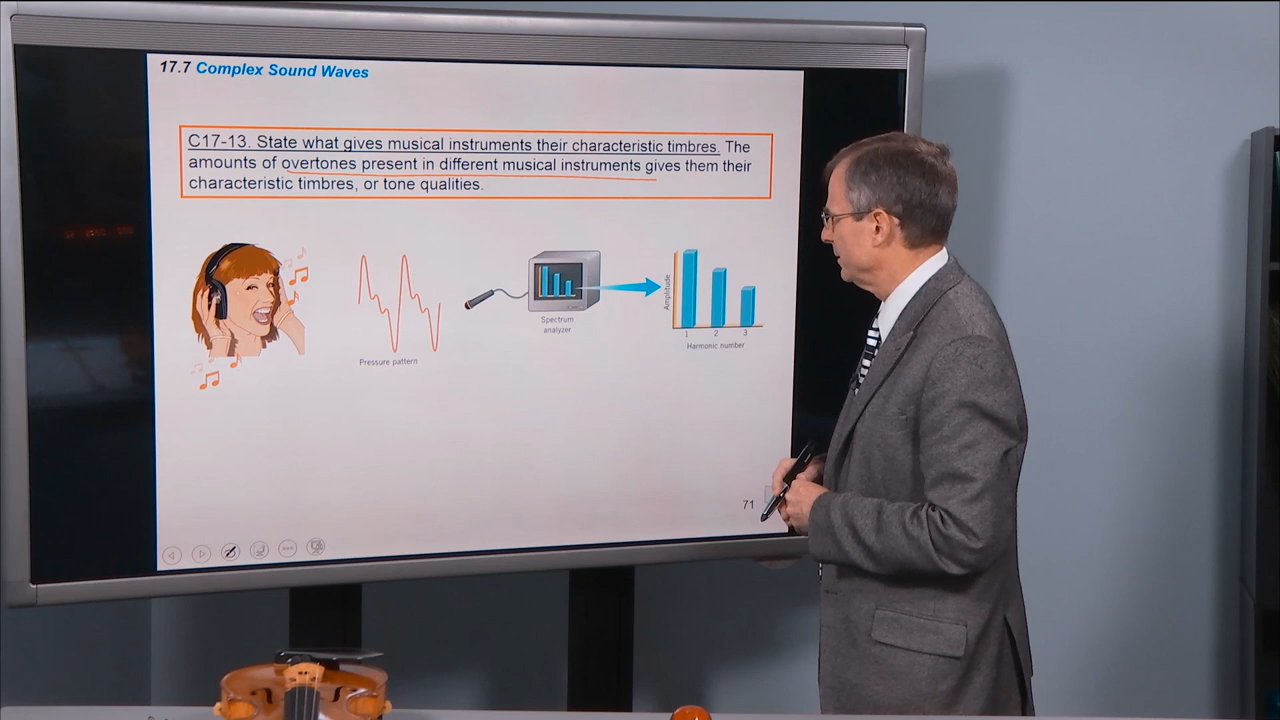 17.7 Complex Sound Waves
C17-13. State what gives musical instruments their characteristic timbres. The
amounts of overtones present in different musical instruments gives them their
characteristic timbres, or tone qualities.
Pressure pattern
Spectrum
analyzer
Amplitude
1 2 3
Harmonic number
71